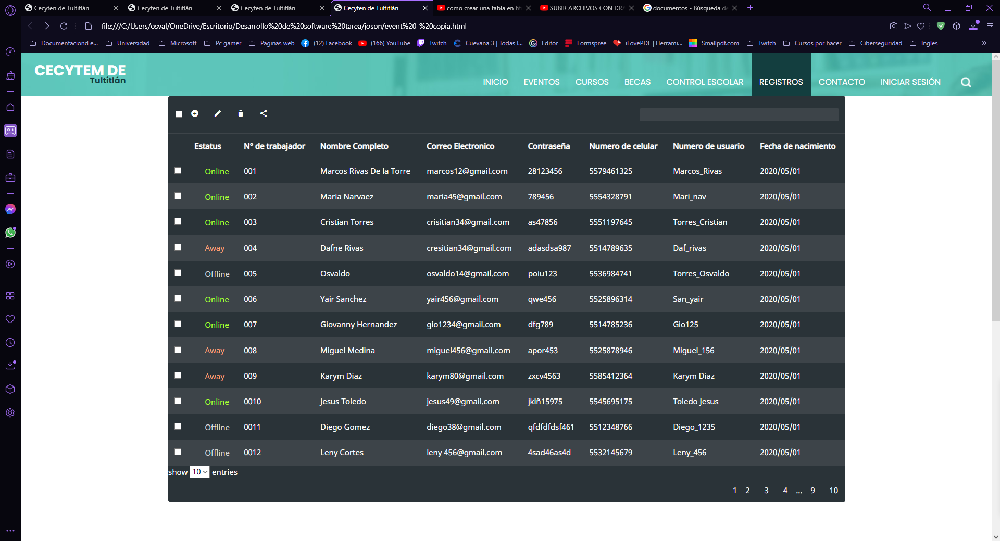 Cecyten de Tultitlán
Cecyten de Tultitlán
Cecyten de Tultitlán
Cecyten de Tultitlán
como crear una tabla en ht
SUBIR ARCHIVOS CON DRA
documentos - Búsqueda de
file:///C:/Users/osval/OneDrive/Escritorio/Desarrollo%20de%20software%20tarea/joson/event%20-%20copia.html
Documentaciond e...
Universidad
Microsoft
Pc gamer
Paginas web
(12) Facebook
(166) YouTube
Twitch
Cuevana 3 | Todas l...
Editor
Formspree
iLovePDF | Herrami...
Smallpdf.com
Twitch
Cursos por hacer
Ciberseguridad
Ingles
»
CECYTEM DE
Tultitlán
INICIO EVENTOS CURSOS BECAS CONTROL ESCOLAR REGISTROS CONTACTO INICIAR SESIÓN
Estatus N° de trabajador Nombre Completo Correo Electronico Contraseña Numero de celular Numero de usuario Fecha de nacimiento
Online 001 Marcos Rivas De la Torre marcos12@gmail.com 28123456 5579461325 Marcos_Rivas 2020/05/01
Online 002 Maria Narvaez maria45@gmail.com 789456 5554328791 Mari_nav 2020/05/01
Online 003 Cristian Torres crisitian34@gmail.com as47856 5551197645 Torres_Cristian 2020/05/01
Away 004 Dafne Rivas cresitian34@gmail.com adasdsa987 5514789635 Daf_rivas 2020/05/01
Offline 005 Osvaldo osvaldo14@gmail.com poiu123 5536984741 Torres_Osvaldo 2020/05/01
Online 006 Yair Sanchez yair456@gmail.com qwe456 5525896314 San_yair 2020/05/01
Online 007 Giovanny Hernandez gio1234@gmail.com dfg789 5514785236 Gio125 2020/05/01
Away 008 Miguel Medina miguel456@gmail.com apor453 5525878946 Miguel_156 2020/05/01
Away 009 Karym Diaz karym80@gmail.com zxcv4563 5585412364 Karym Diaz 2020/05/01
Online 0010 Jesus Toledo jesus49@gmail.com jklñ15975 5545695175 Toledo Jesus 2020/05/01
Offline 0011 Diego Gomez diego38@gmail.com qfdfdfdsf461 5512348766 Diego_1235 2020/05/01
Offline 0012 Leny Cortes leny 456@gmail.com 4sad46as4d 5532145679 Leny_456 2020/05/01
show 10 entries
1 2 3 4 ... 9 10